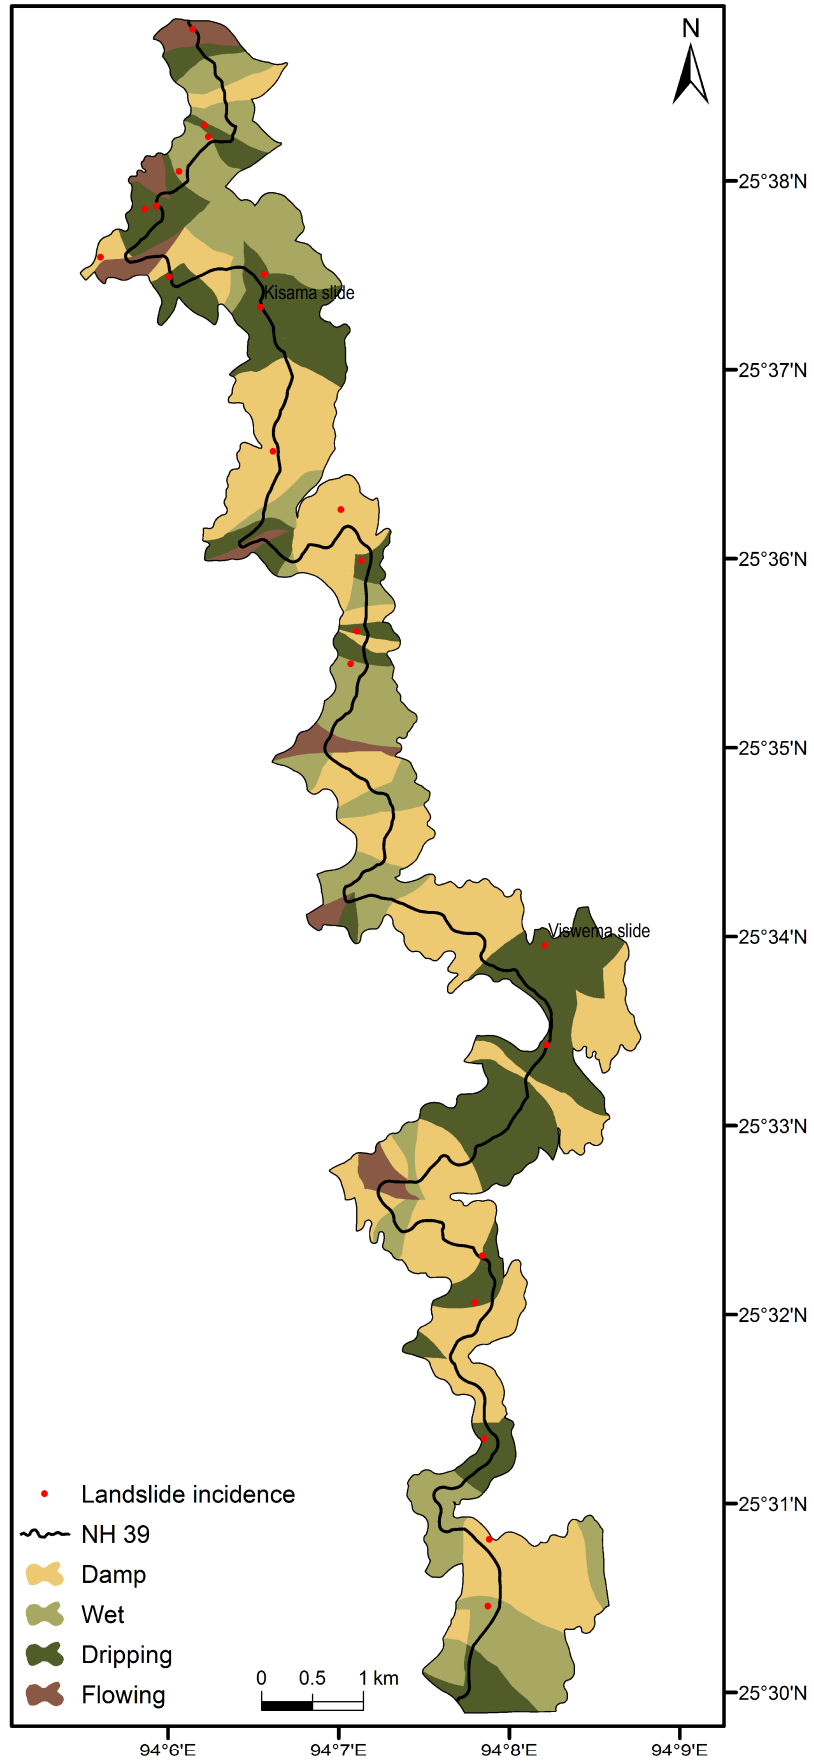 N
25°38'N
Kisama slide
25°37'N
25°36'N
25°35'N
25°34'N
Viswema slide
25°33'N
25°32'N
25°31'N
25°30'N
Landslide incidence
NH 39
Damp
Wet
Dripping
Flowing
0 0.5 1 km
94°6'E 94°7'E 94°8'E 94°9'E